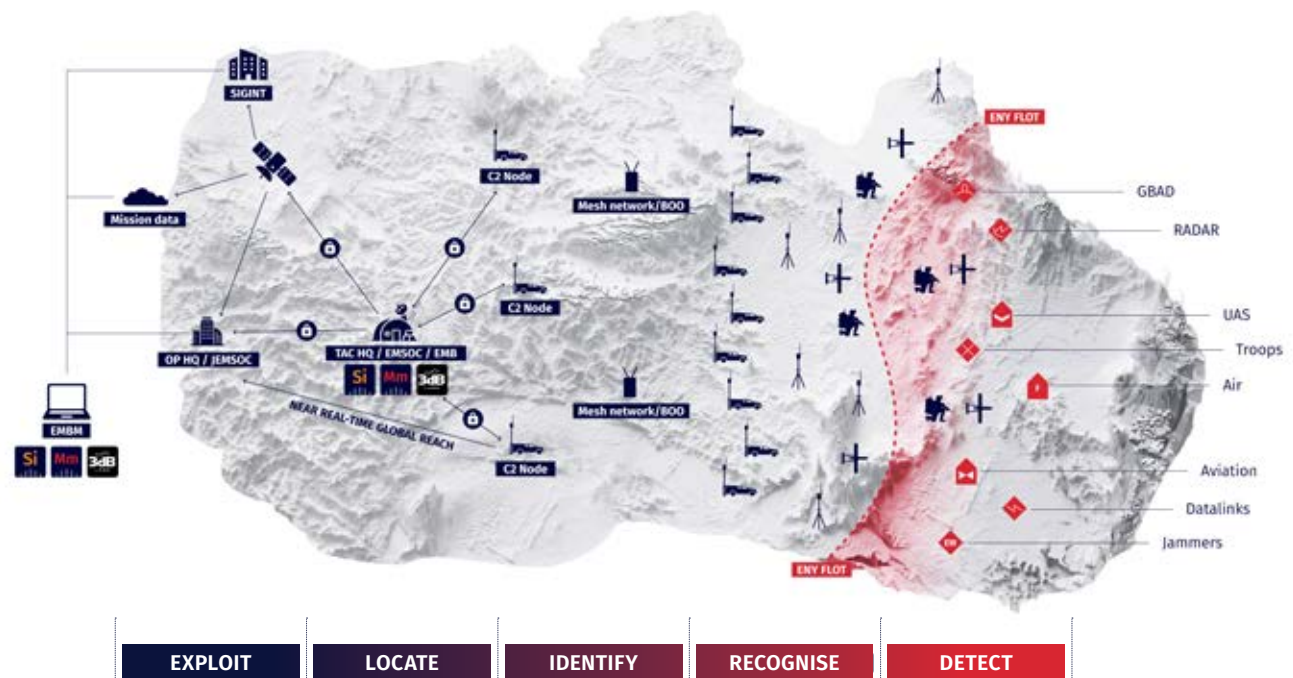 SIGINT
ENY FLOT
C2 Node
GBAD
Mission data
Mesh network/BOO
RADAR
C2 Node
UAS
OP HQ / JEMSOC
TAC HQ / EMSOC / EMB
Troops
Si Mm 3dB
Air
NEAR REAL-TIME GLOBAL REACH
Mesh network/BOO
EMBM
Si Mm 3dB
C2 Node
Aviation
Datalinks
EW
Jammers
ENY FLOT
EXPLOIT LOCATE IDENTIFY RECOGNISE DETECT